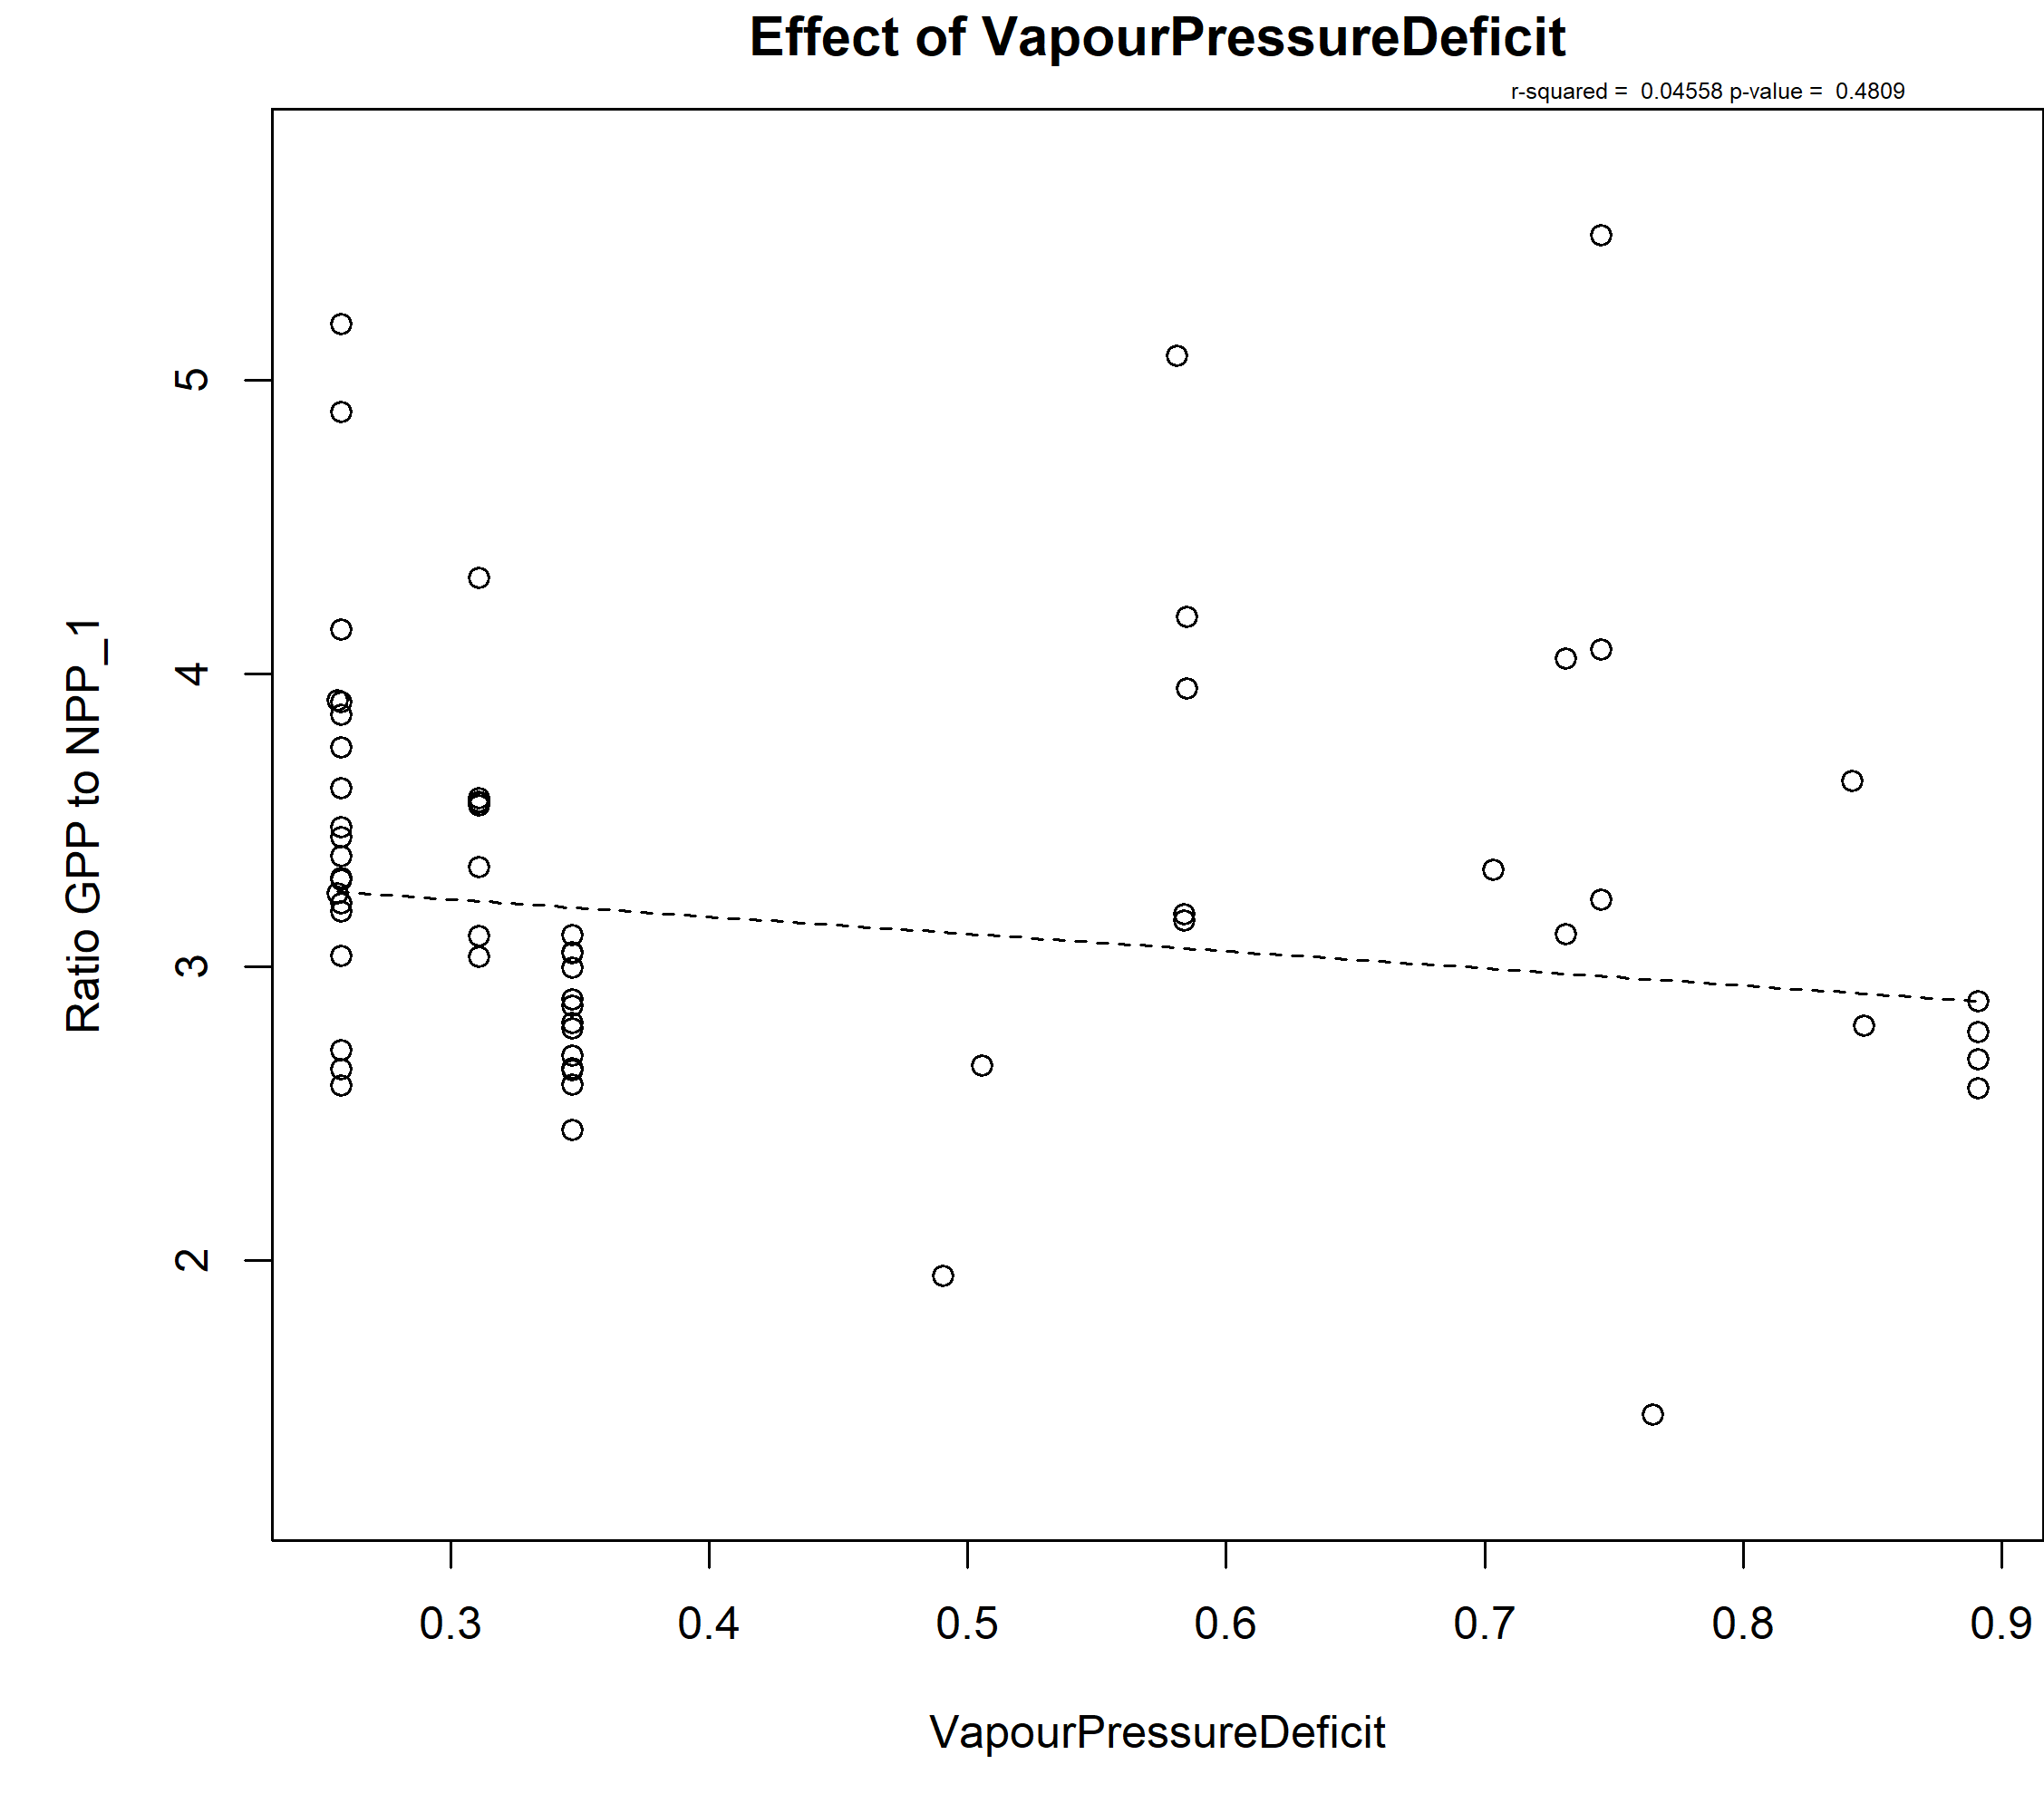 Effect of VapourPressureDeficit
r-squared = 0.04558 p-value = 0.4809
Ratio GPP to NPP_1
5
4
3
2
0.3 0.4 0.5 0.6 0.7 0.8 0.9
VapourPressureDeficit